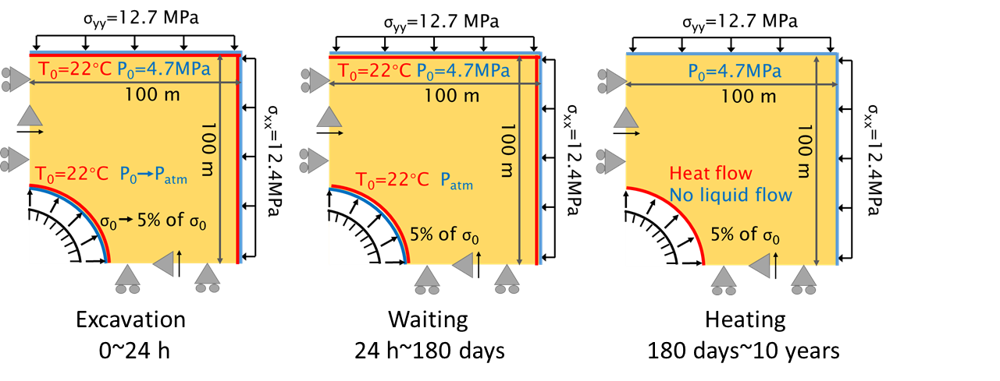 σyy=12.7 MPa
T0=22°C P0=4.7MPa
100 m
100 m
σxx=12.4MPa
T0=22°C P0→Patm
σ0→5% of σ0
Excavation
0~24 h
σyy=12.7 MPa
T0=22°C P0=4.7MPa
100 m
100 m
σxx=12.4MPa
T0=22°C Patm
5% of σ0
Waiting
24 h~180 days
σyy=12.7 MPa
P0=4.7MPa
100 m
100 m
σxx=12.4MPa
Heat flow
No liquid flow
5% of σ0
Heating
180 days~10 years